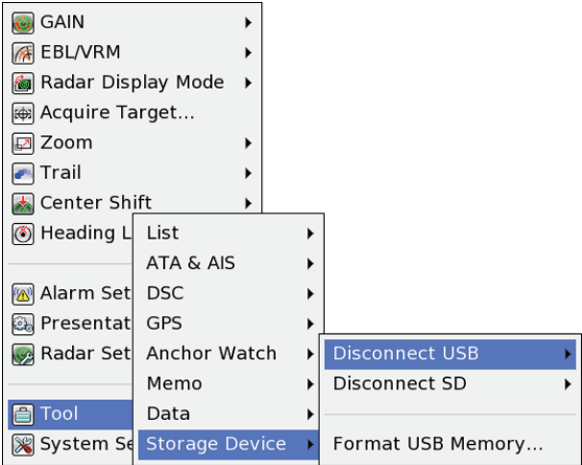 GAIN
EBL/VRM
Radar Display Mode
Acquire Target...
Zoom
Trail
Center Shift
Heading L
Alarm Set
Presentat
Radar Set
Tool
System Se
List
ATA & AIS
DSC
GPS
Anchor Watch
Memo
Data
Storage Device
Disconnect USB
Disconnect SD
Format USB Memory...